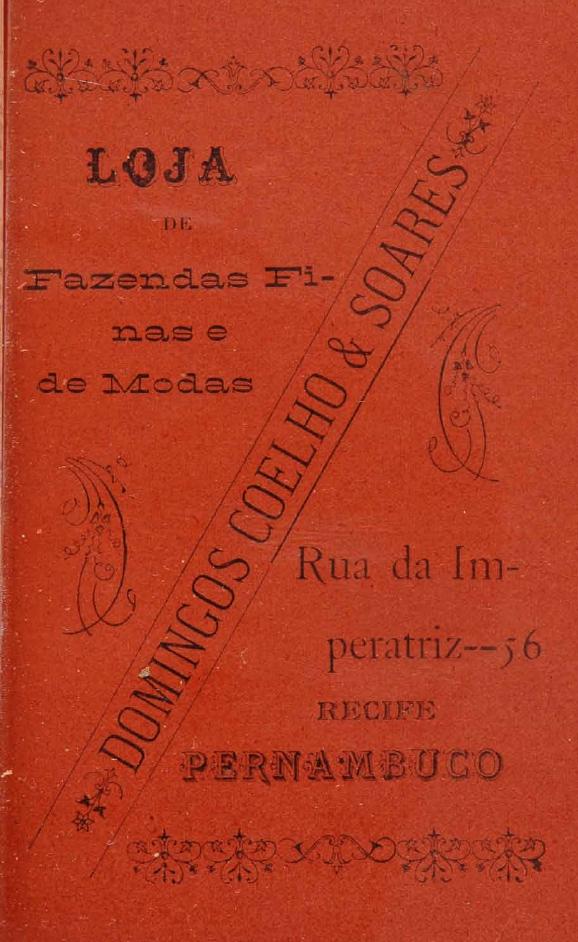 LOJA
DE
Fazendas Fi-
nas e
de Modas
DOMINGOS COELHO & SOARES
Rua da Im-
peratriz--56
RECIFE
PERNAMBUCO